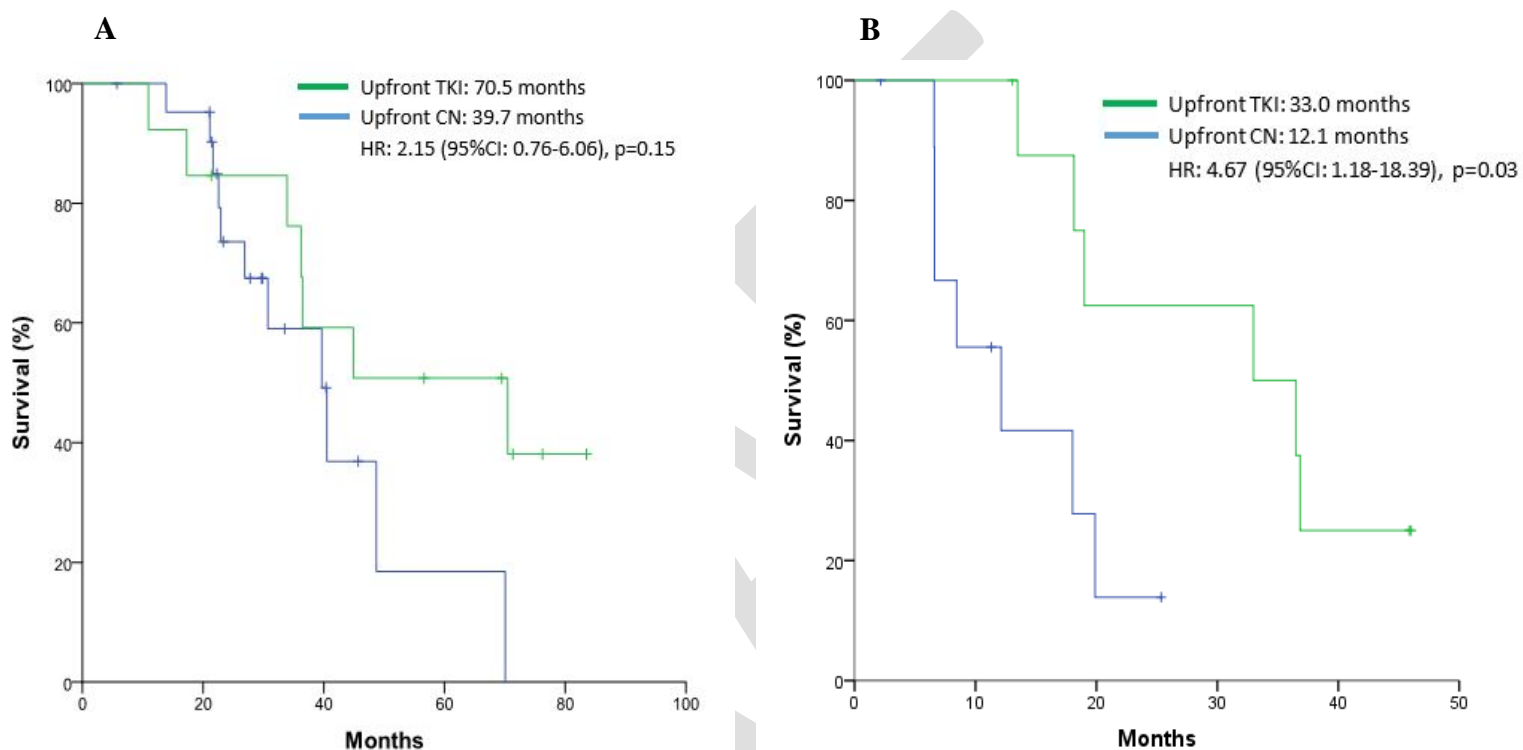 A
Upfront TKI: 70.5 months
Upfront CN: 39.7 months
HR: 2.15 (95%CI: 0.76-6.06), p=0.15
100
80
60
40
20
0
Survival (%)
0 20 40 60 80 100
Months
B
Upfront TKI: 33.0 months
Upfront CN: 12.1 months
HR: 4.67 (95%CI: 1.18-18.39), p=0.03
100
80
60
40
20
0
Survival (%)
0 10 20 30 40 50
Months